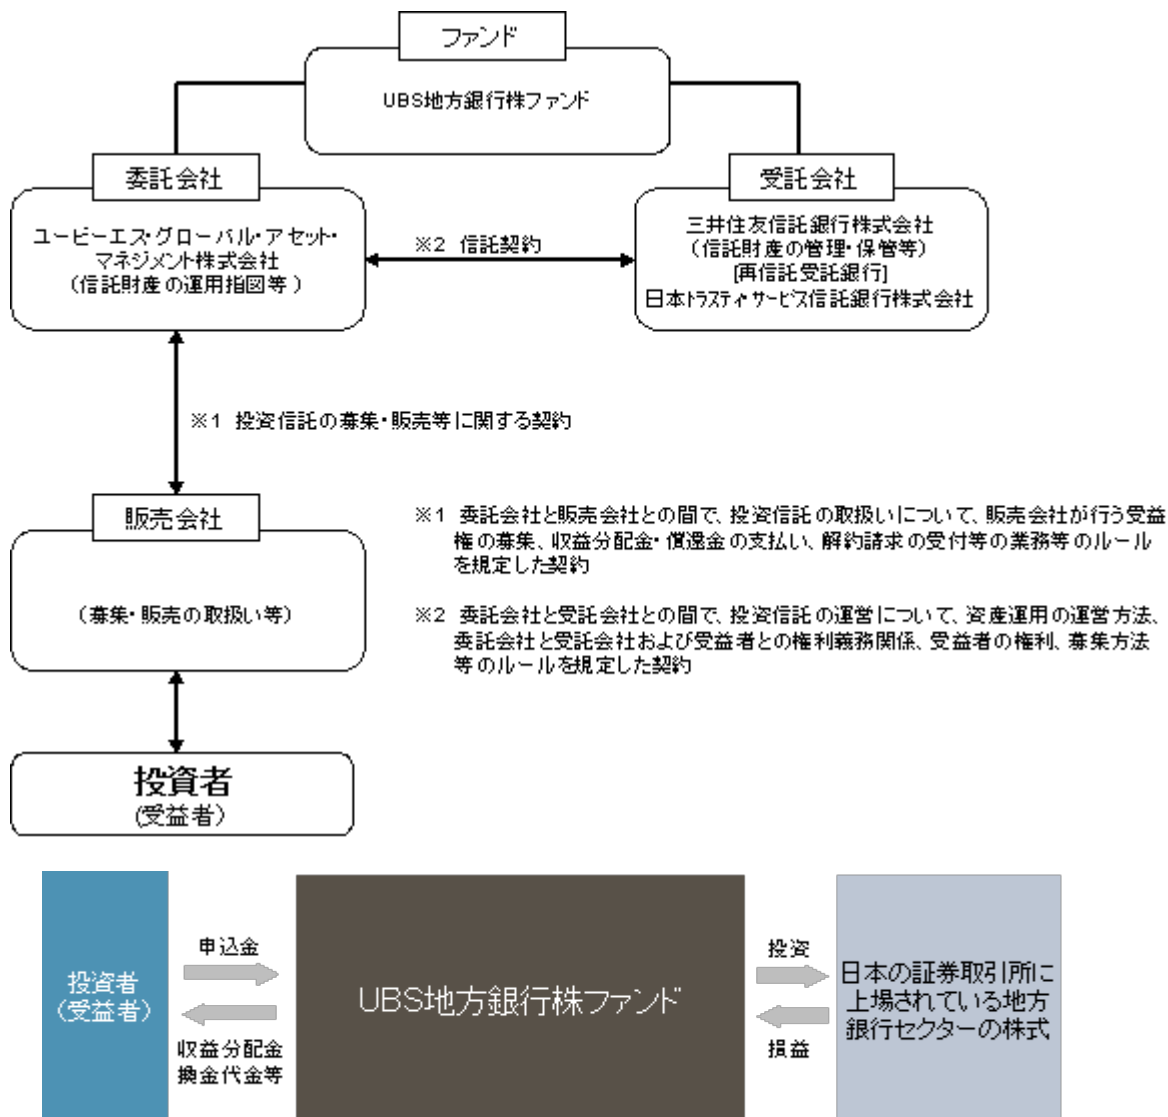 ファンド
UBS地方銀行株ファンド
委託会社
ユービーエス・グローバル・アセット・
マネジメント株式会社
(信託財産の運用指図等)
※2 信託契約
受託会社
三井住友信託銀行株式会社
(信託財産の管理・保管等)
[再信託受託銀行]
日本トラスティ・サービス信託銀行株式会社
※1 投資信託の募集・販売等に関する契約
販売会社
(募集・販売の取扱い等)
※1 委託会社と販売会社との間で、投資信託の取扱いについて、販売会社が行う受益
権の募集、収益分配金・償還金の支払い、解約請求の受付等の業務等のルール
を規定した契約
※2 委託会社と受託会社との間で、投資信託の運営について、資産運用の運営方法、
委託会社と受託会社および受益者との権利義務関係、受益者の権利、募集方法
等のルールを規定した契約
投資者
(受益者)
投資者
(受益者)
申込金
収益分配金
換金代金等
UBS地方銀行株ファンド
投資
損益
日本の証券取引所に
上場されている地方
銀行セクターの株式